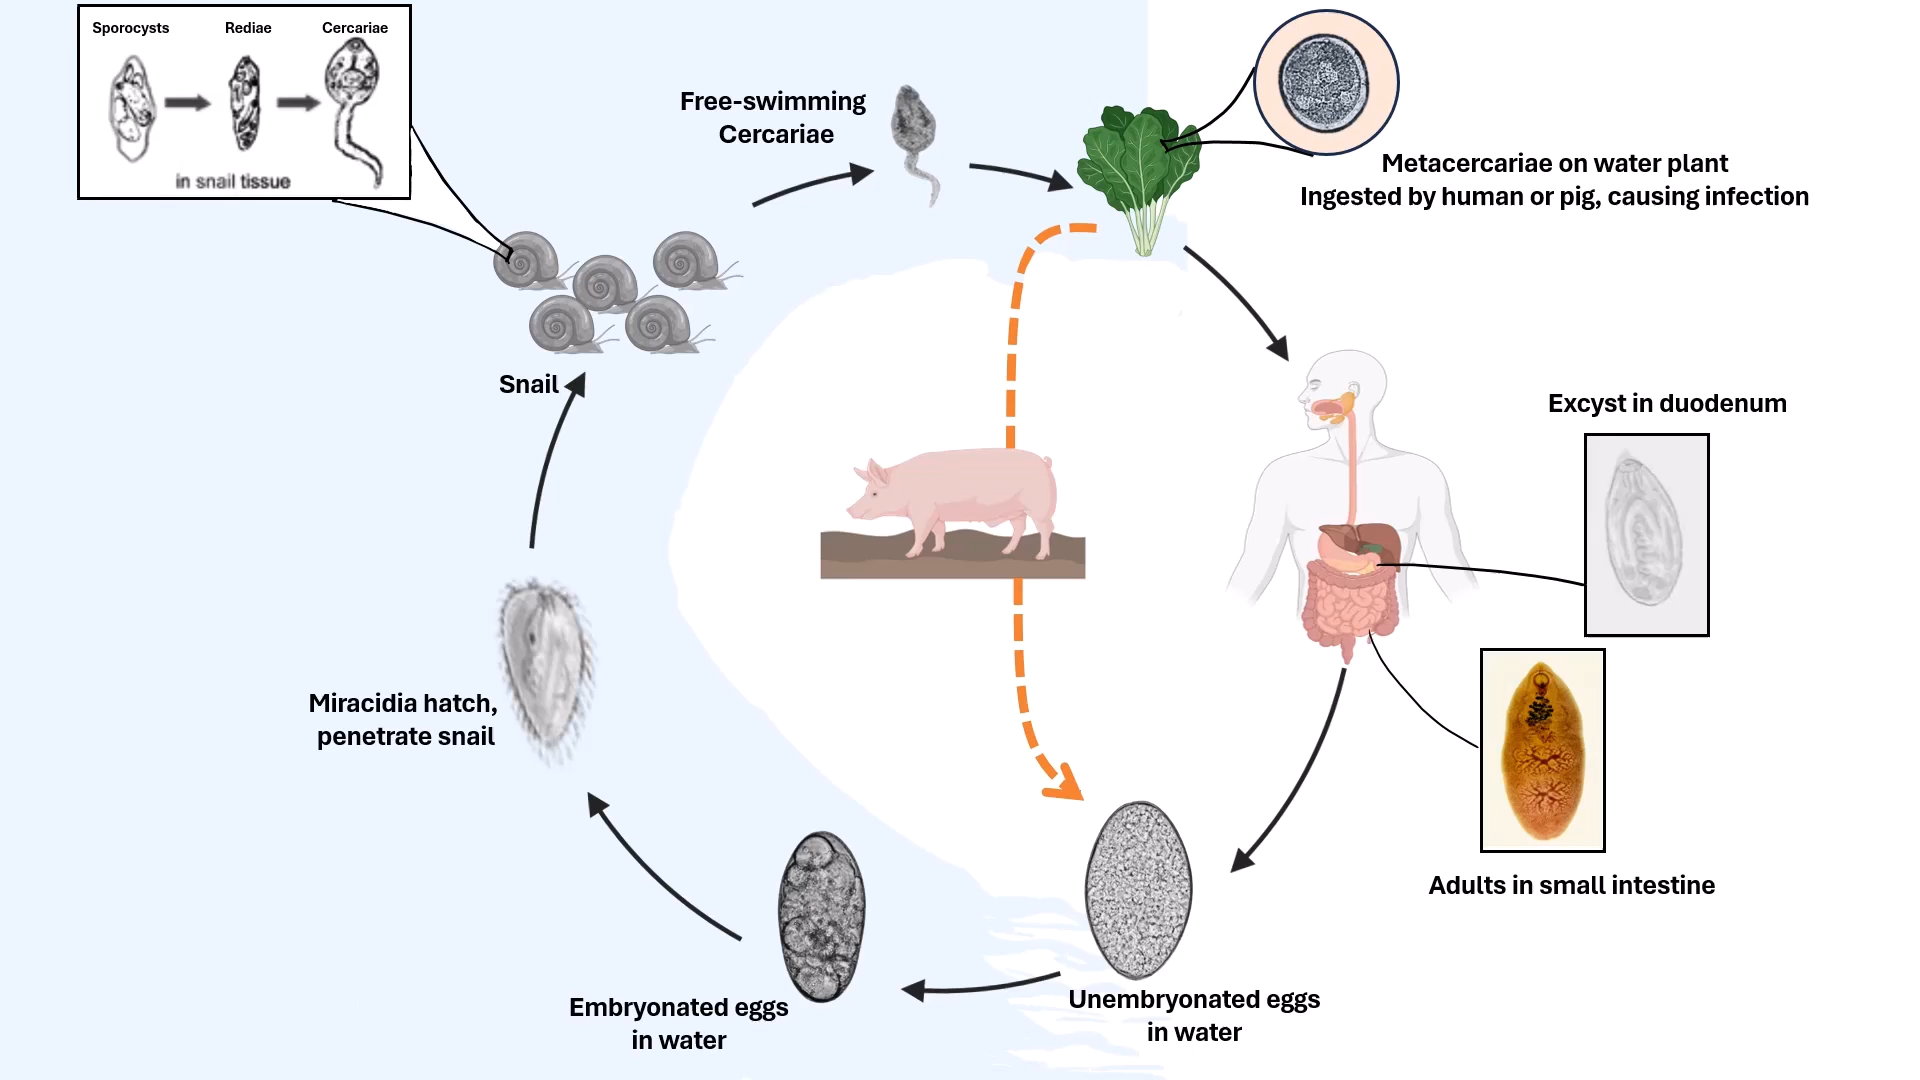 Sporocysts
Rediae
Cercariae
in snail tissue
Free-swimming
Cercariae
Metacercariae on water plant
Ingested by human or pig, causing infection
Snail
Excyst in duodenum
Miracidia hatch,
penetrate snail
Adults in small intestine
Embryonated eggs
in water
Unembryonated eggs
in water